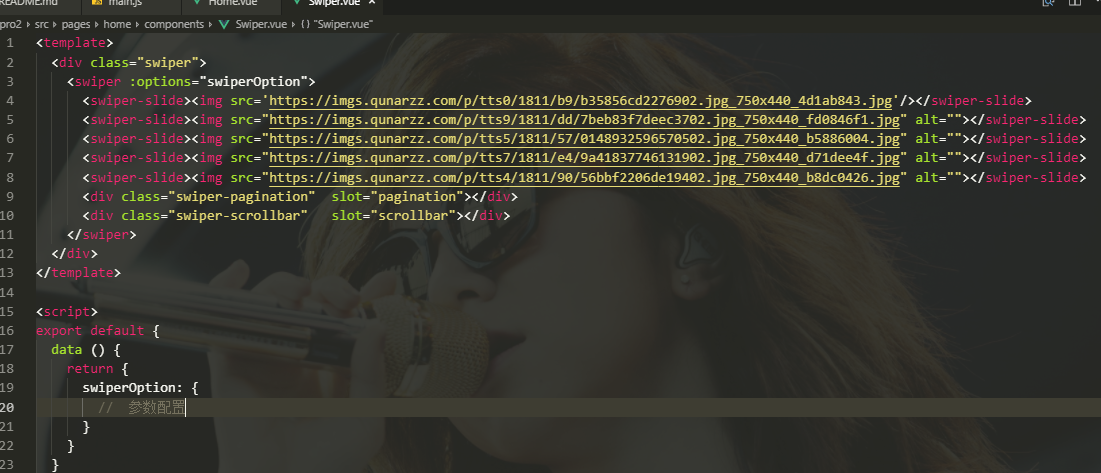 README.md main.js Home.vue Swiper.vue ×
pro2 > src > pages > home > components > Swiper.vue > {} "Swiper.vue"
1 <template>
2 <div class="swiper">
3 <swiper :options="swiperOption">
4 <swiper-slide><img src='https://imgs.qunarzz.com/p/tts0/1811/b9/b35856cd2276902.jpg_750x440_4d1ab843.jpg'/></swiper-slide>
5 <swiper-slide><img src="https://imgs.qunarzz.com/p/tts9/1811/dd/7beb83f7deec3702.jpg_750x440_fd0846f1.jpg" alt=""></swiper-slide>
6 <swiper-slide><img src="https://imgs.qunarzz.com/p/tts5/1811/57/0148932596570502.jpg_750x440_b5886004.jpg" alt=""></swiper-slide>
7 <swiper-slide><img src="https://imgs.qunarzz.com/p/tts7/1811/e4/9a41837746131902.jpg_750x440_d71dee4f.jpg" alt=""></swiper-slide>
8 <swiper-slide><img src="https://imgs.qunarzz.com/p/tts4/1811/90/56bbf2206de19402.jpg_750x440_b8dc0426.jpg" alt=""></swiper-slide>
9 <div class="swiper-pagination" slot="pagination"></div>
10 <div class="swiper-scrollbar" slot="scrollbar"></div>
11 </swiper>
12 </div>
13 </template>
14
15 <script>
16 export default {
17 data () {
18 return {
19 swiperOption: {
20 // 参数配置
21 }
22 }
23 }